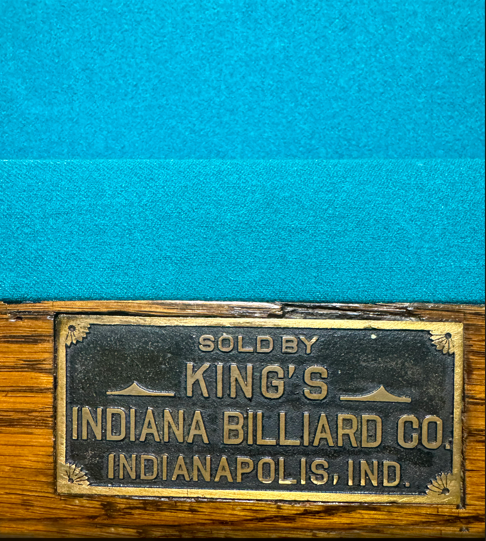 SOLD BY
KING'S
INDIANA BILLIARD CO.
INDIANAPOLIS, IND.